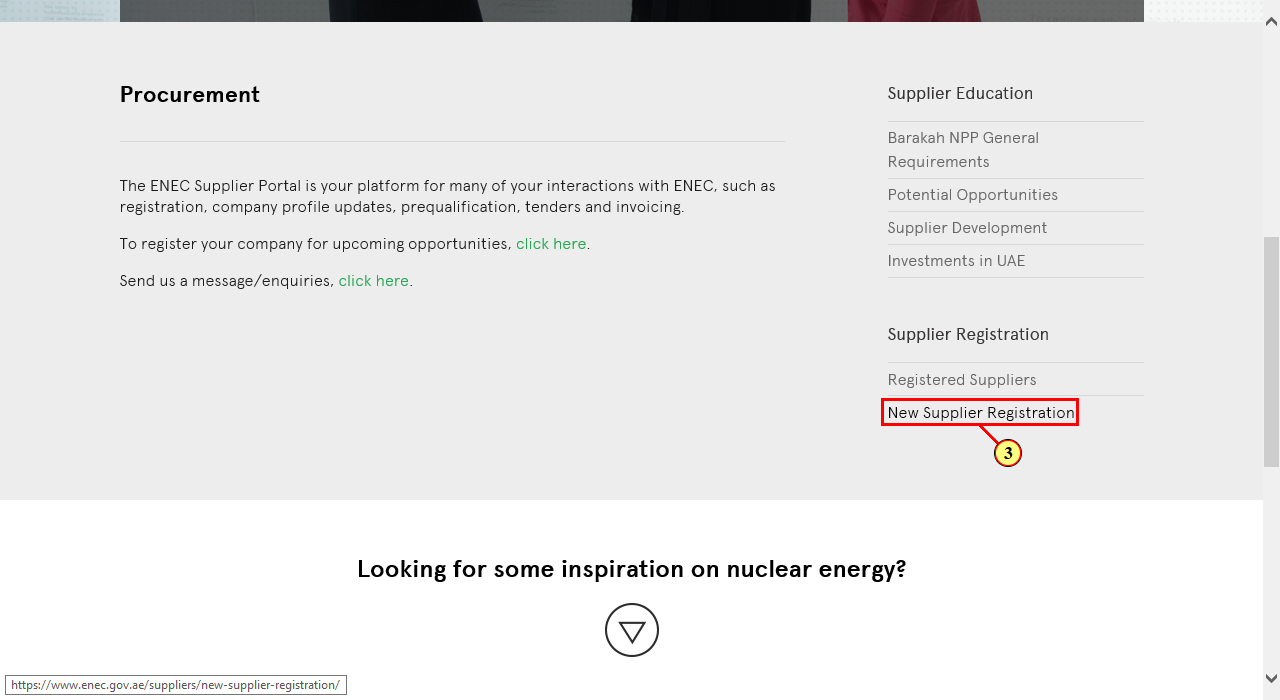 Procurement
The ENEC Supplier Portal is your platform for many of your interactions with ENEC, such as
registration, company profile updates, prequalification, tenders and invoicing.
To register your company for upcoming opportunities, click here.
Send us a message/enquiries, click here.
Supplier Education
Barakah NPP General
Requirements
Potential Opportunities
Supplier Development
Investments in UAE
Supplier Registration
Registered Suppliers
New Supplier Registration
3
Looking for some inspiration on nuclear energy?
https://www.enec.gov.ae/suppliers/new-supplier-registration/